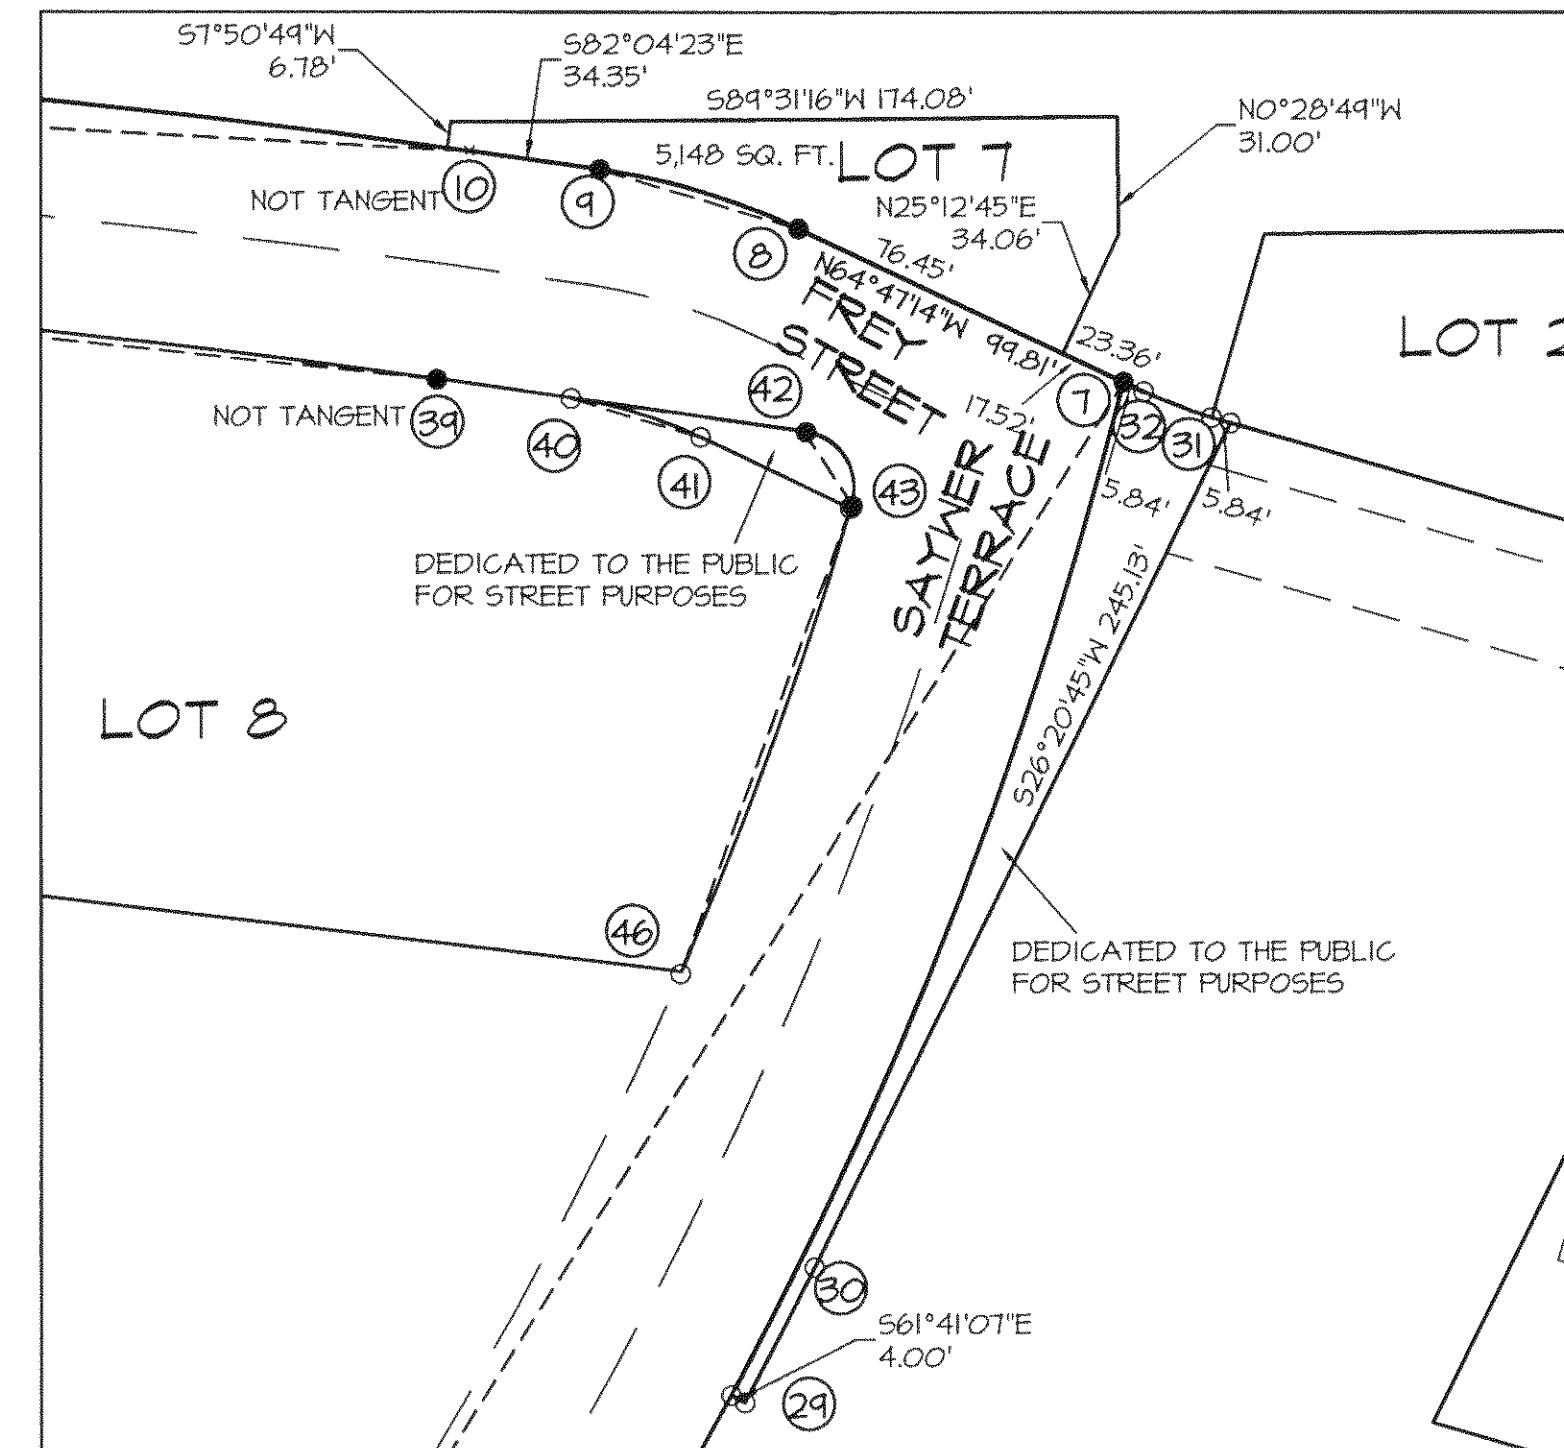 S7°50'49"W
6.78'
S82°04'23"E
34.35'
S89°31'16"W 174.08'
N0°28'49"W
31.00'
5,148 SQ. FT.
LOT 7
NOT TANGENT
10
9
8
N25°12'45"E
34.06'
76.45'
N64°47'14"W 99.81'
FREY
STREET
23.36'
LOT 2
NOT TANGENT
39
40
41
42
43
17.52'
7
32
31
5.84'
5.84'
SAYNER
TERRACE
DEDICATED TO THE PUBLIC
FOR STREET PURPOSES
S26°20'45"W 245.13'
LOT 8
46
DEDICATED TO THE PUBLIC
FOR STREET PURPOSES
30
S61°41'07"E
4.00'
29